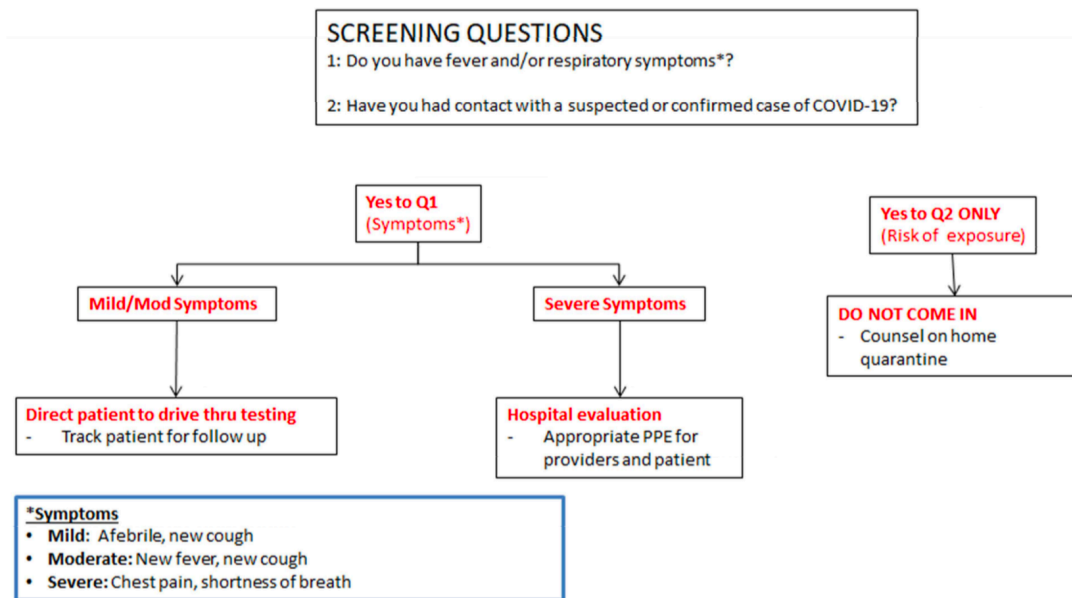 SCREENING QUESTIONS
1: Do you have fever and/or respiratory symptoms*?
2: Have you had contact with a suspected or confirmed case of COVID-19?
Yes to Q1
(Symptoms*)
Yes to Q2 ONLY
(Risk of exposure)
Mild/Mod Symptoms
Severe Symptoms
DO NOT COME IN
- Counsel on home
quarantine
Direct patient to drive thru testing
- Track patient for follow up
Hospital evaluation
- Appropriate PPE for
providers and patient
*Symptoms
• Mild: Afebrile, new cough
• Moderate: New fever, new cough
• Severe: Chest pain, shortness of breath